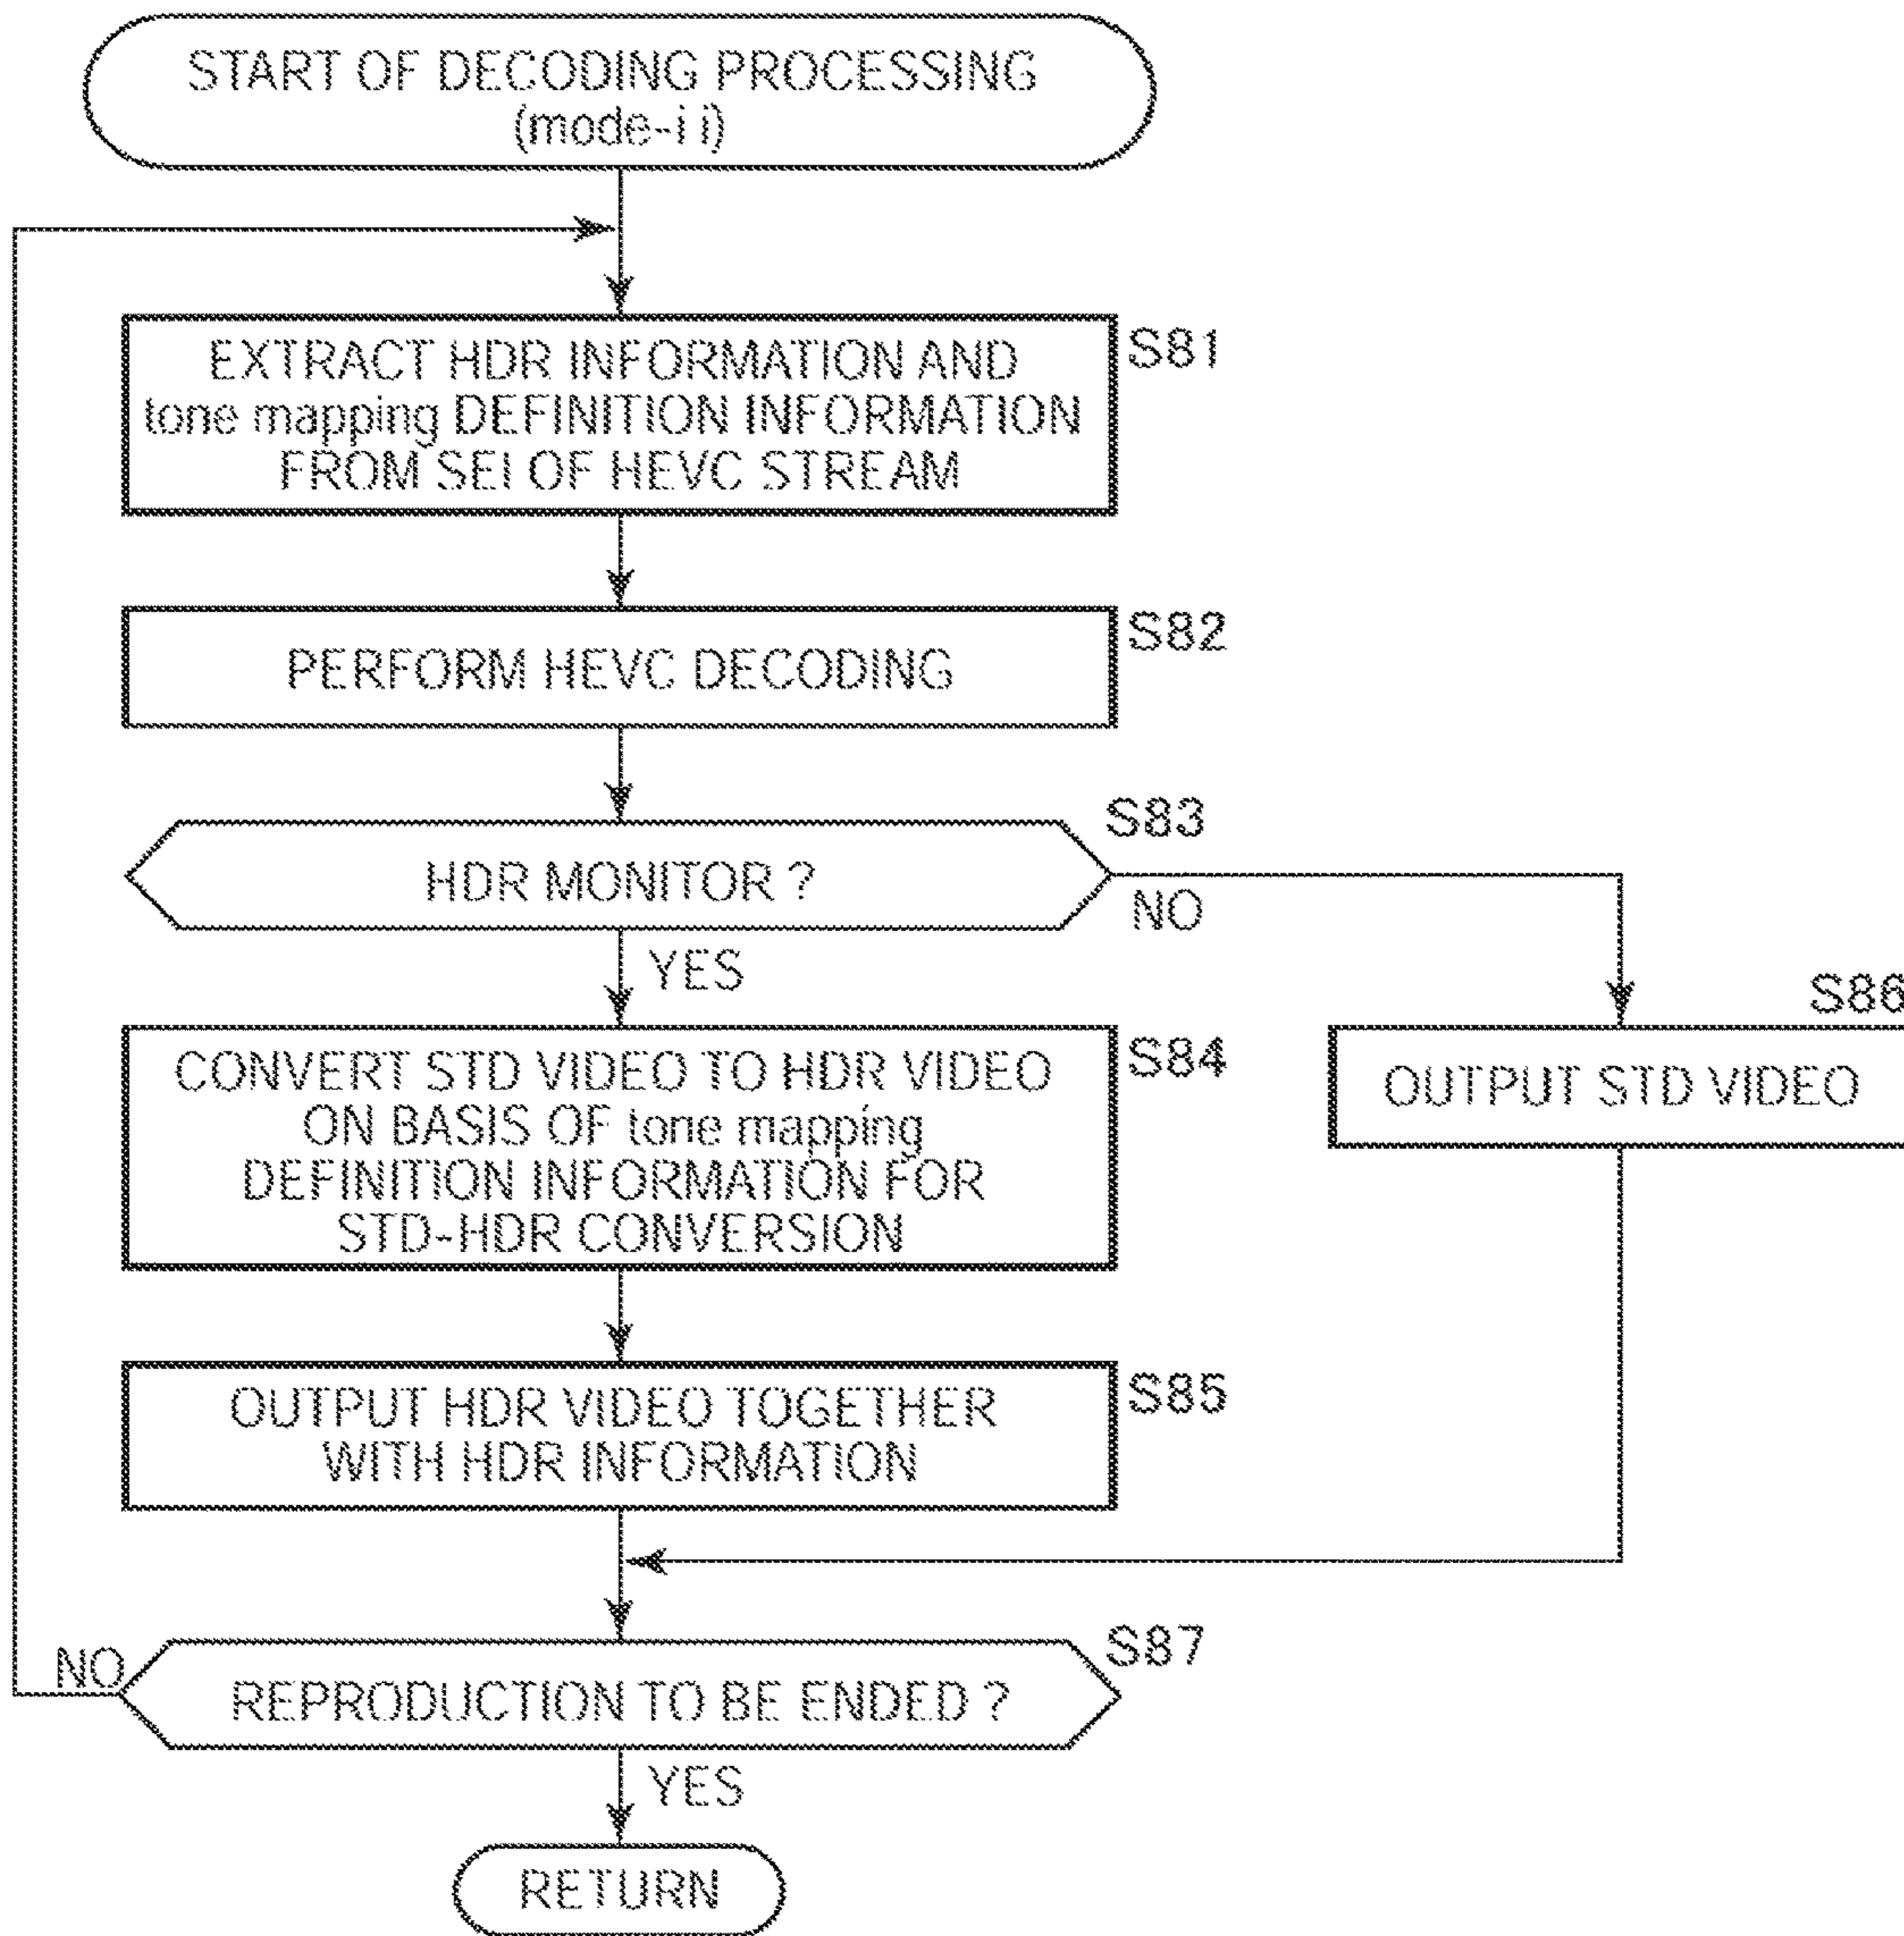 START OF DECODING PROCESSING
(mode-ii)
EXTRACT HDR INFORMATION AND
tone mapping DEFINITION INFORMATION
FROM SEI OF HEVC STREAM
S81
PERFORM HEVC DECODING
S82
HDR MONITOR ?
S83
NO
YES
CONVERT STD VIDEO TO HDR VIDEO
ON BASIS OF tone mapping
DEFINITION INFORMATION FOR
STD-HDR CONVERSION
S84
OUTPUT STD VIDEO
S86
OUTPUT HDR VIDEO TOGETHER
WITH HDR INFORMATION
S85
REPRODUCTION TO BE ENDED ?
S87
NO
YES
RETURN